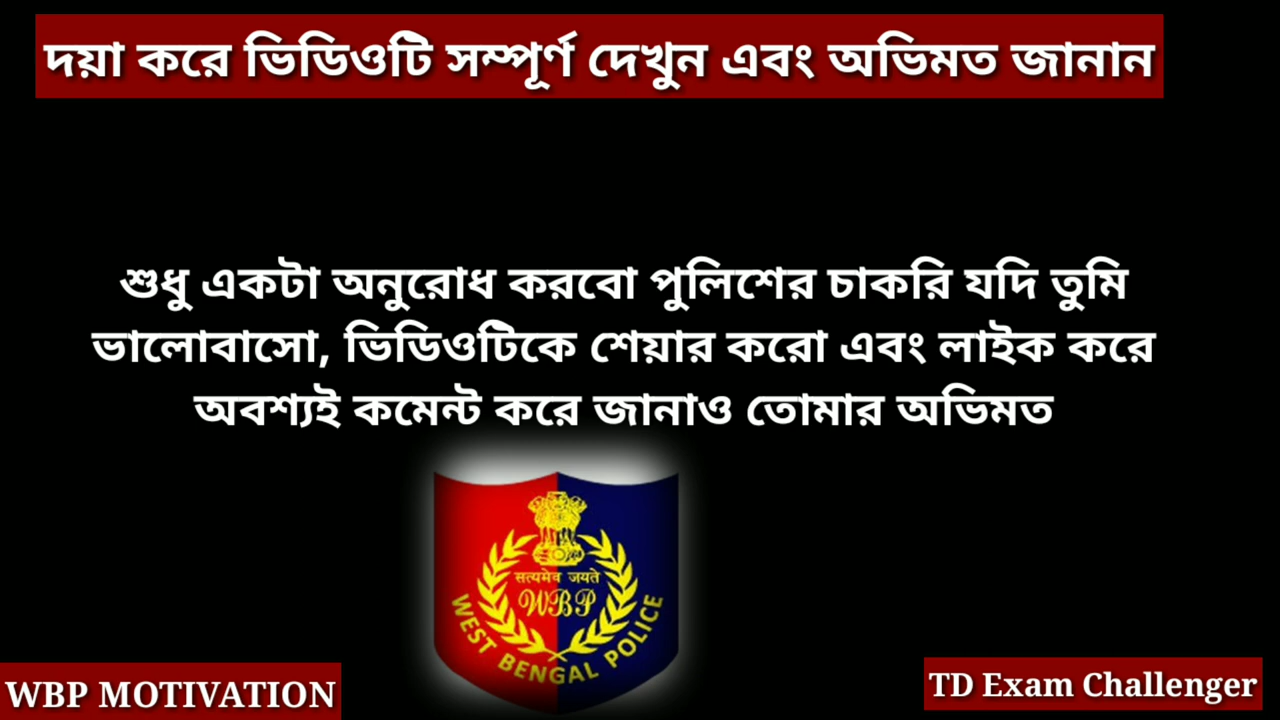 দয়া করে ভিডিওটি সম্পূর্ণ দেখুন এবং অভিমত জানান
শুধু একটা অনুরোধ করবো পুলিশের চাকরি যদি তুমি
ভালোবাসো, ভিডিওটিকে শেয়ার করো এবং লাইক করে
অবশ্যই কমেন্ট করে জানাও তোমার অভিমত
सत्यमेव जयते
WBP
WEST BENGAL POLICE
WBP MOTIVATION
TD Exam Challenger